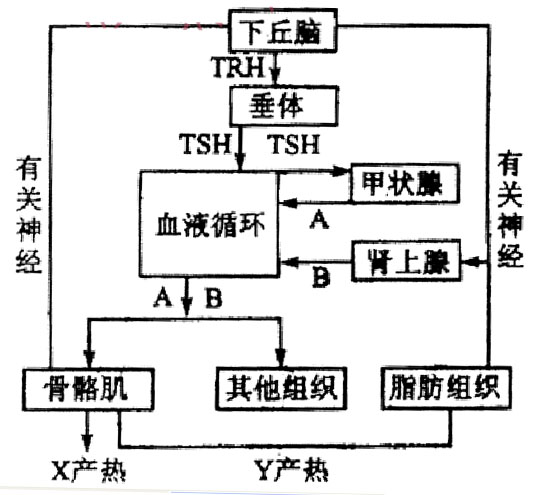 下丘脑
TRH
垂体
TSH TSH
甲状腺
A
血液循环
肾上腺
B
有关神经
有关神经
A B
骨骼肌
其他组织
脂肪组织
X产热
Y产热